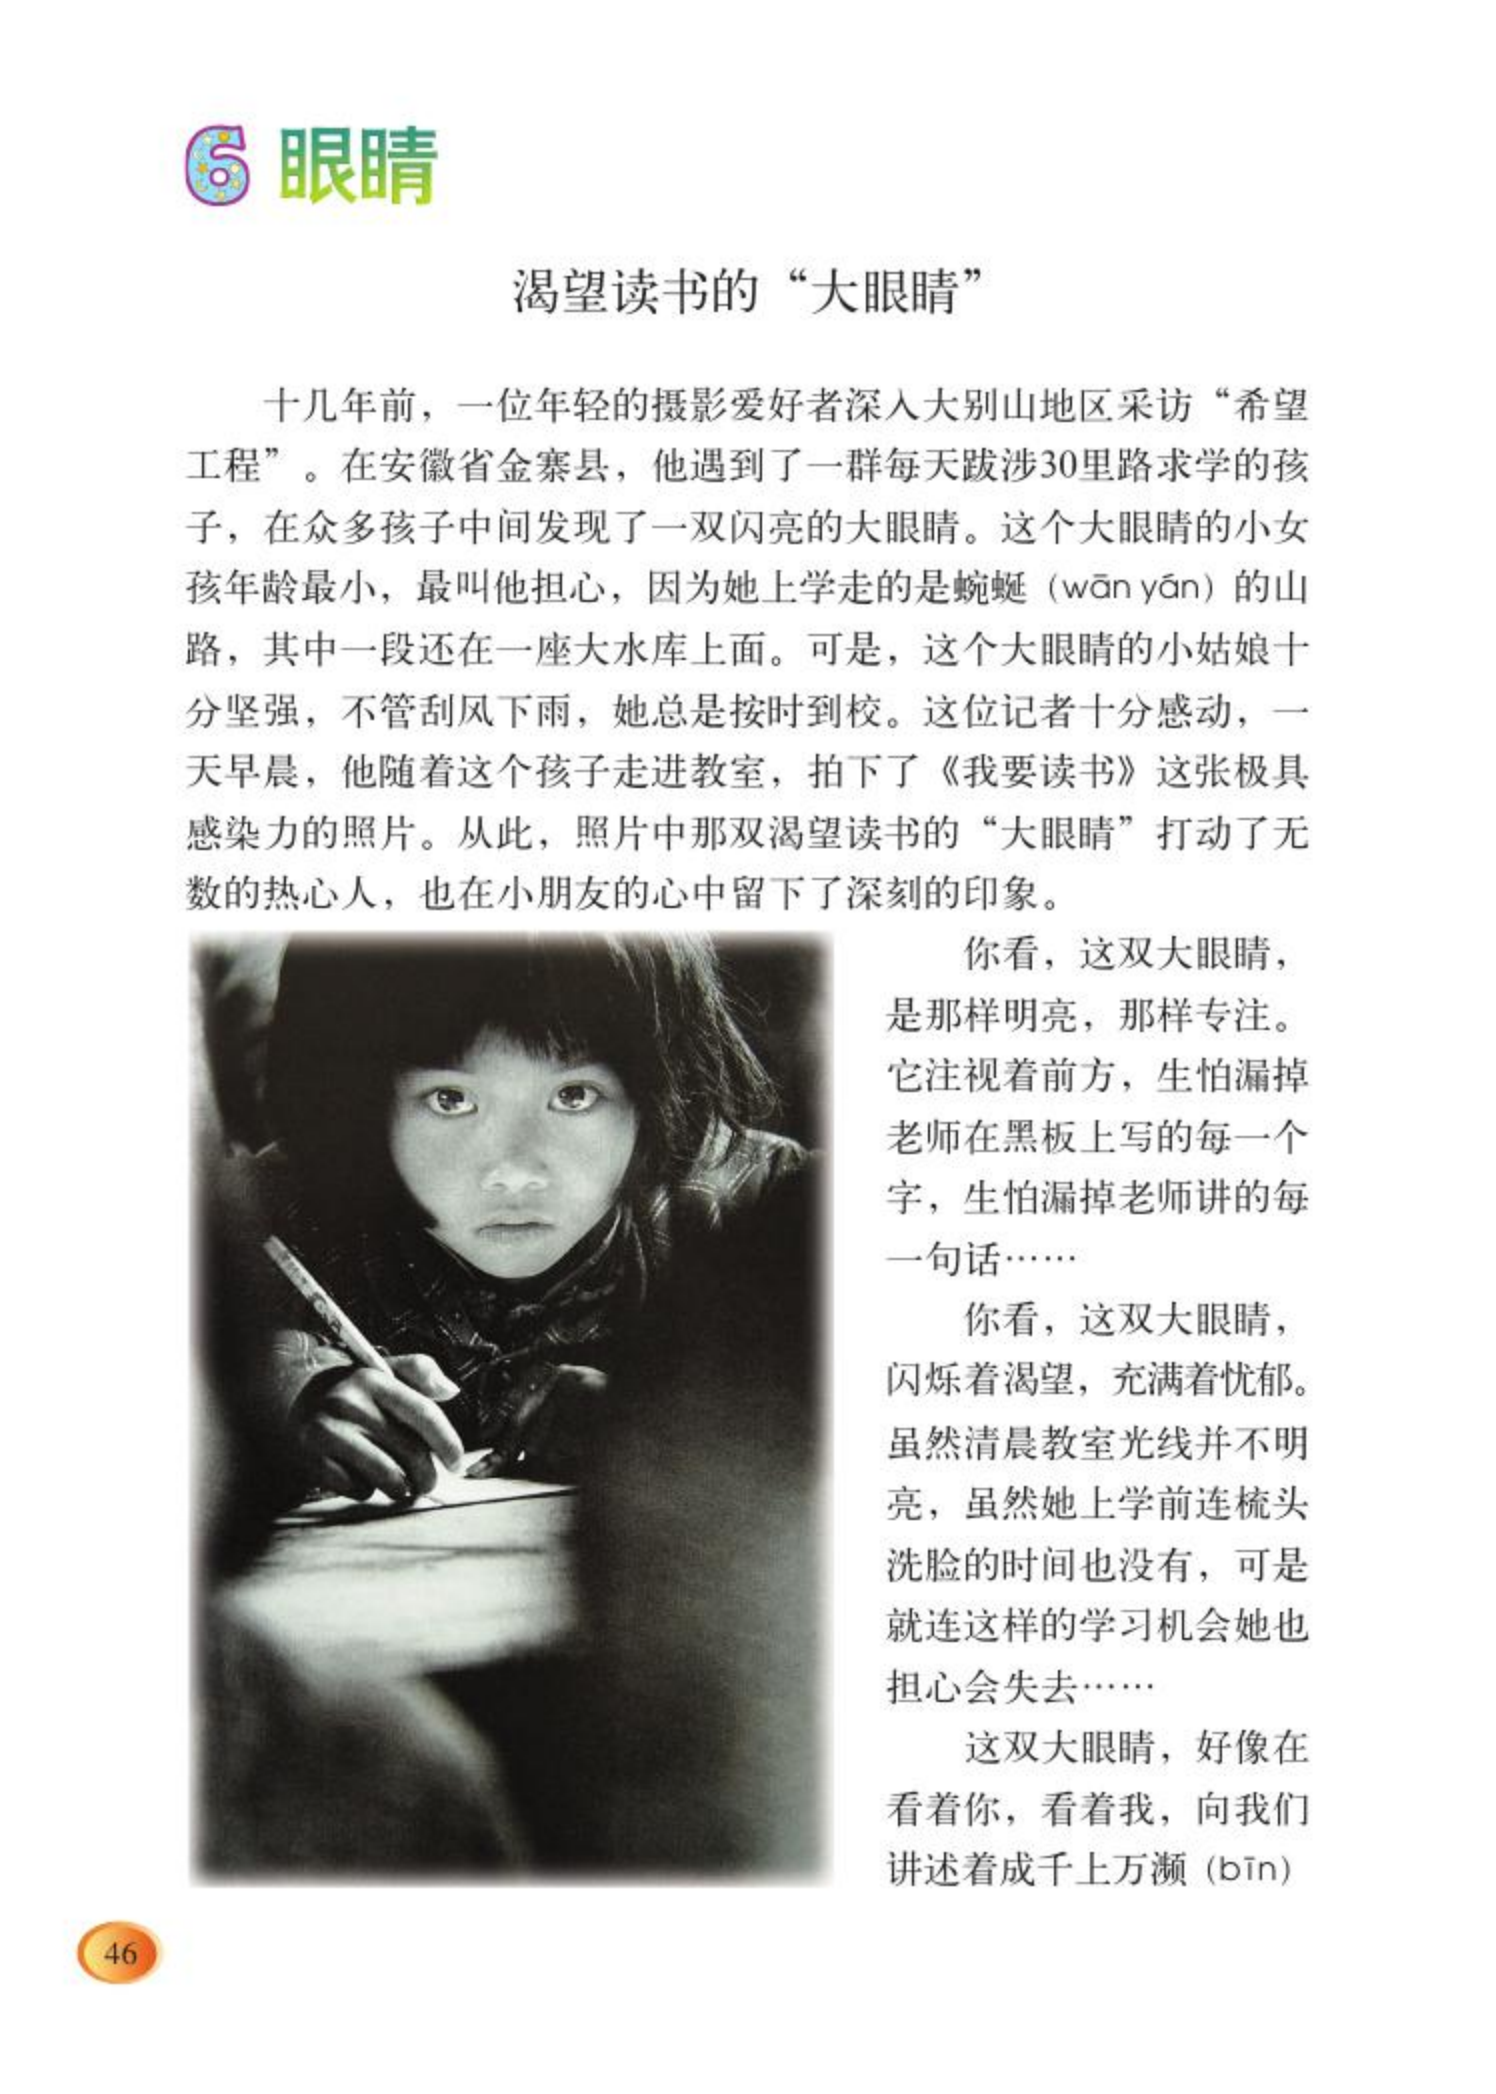 6 眼睛
渴望读书的“大眼睛”
十几年前，一位年轻的摄影爱好者深入大别山地区采访“希望
工程”。在安徽省金寨县，他遇到了一群每天跋涉30里路求学的孩
子，在众多孩子中间发现了一双闪亮的大眼睛。这个大眼睛的小女
孩年龄最小，最叫他担心，因为她上学走的是蜿蜒（wān yán）的山
路，其中一段还在一座大水库上面。可是，这个大眼睛的小姑娘十
分坚强，不管刮风下雨，她总是按时到校。这位记者十分感动，一
天早晨，他随着这个孩子走进教室，拍下了《我要读书》这张极具
感染力的照片。从此，照片中那双渴望读书的“大眼睛”打动了无
数的热心人，也在小朋友的心中留下了深刻的印象。
你看，这双大眼睛，
是那样明亮，那样专注。
它注视着前方，生怕漏掉
老师在黑板上写的每一个
字，生怕漏掉老师讲的每
一句话……
你看，这双大眼睛，
闪烁着渴望，充满着忧郁。
虽然清晨教室光线并不明
亮，虽然她上学前连梳头
洗脸的时间也没有，可是
就连这样的学习机会她也
担心会失去……
这双大眼睛，好像在
看着你，看着我，向我们
讲述着成千上万濒（bīn）
46